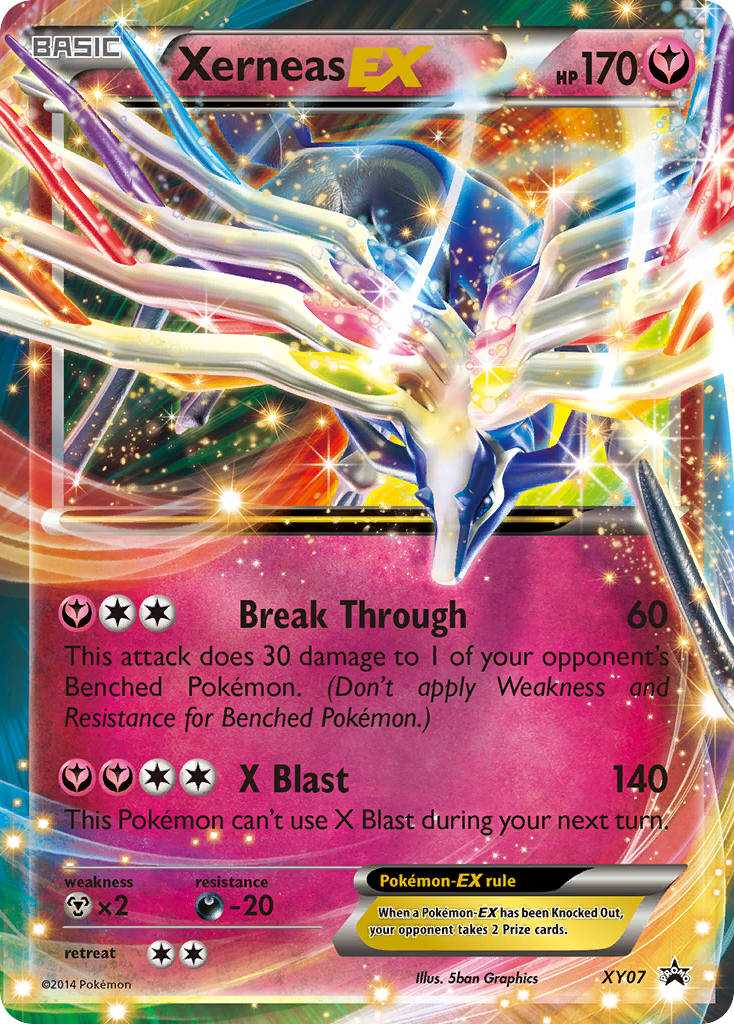 BASIC
Xerneas EX HP 170
Break Through 60
This attack does 30 damage to 1 of your opponent's
Benched Pokémon. (Don't apply Weakness and
Resistance for Benched Pokémon.)
X Blast 140
This Pokémon can't use X Blast during your next turn.
weakness resistance
×2 -20
retreat
Pokémon-EX rule
When a Pokémon-EX has been Knocked Out,
your opponent takes 2 Prize cards.
©2014 Pokémon Illus. 5ban Graphics XY07 PROMO